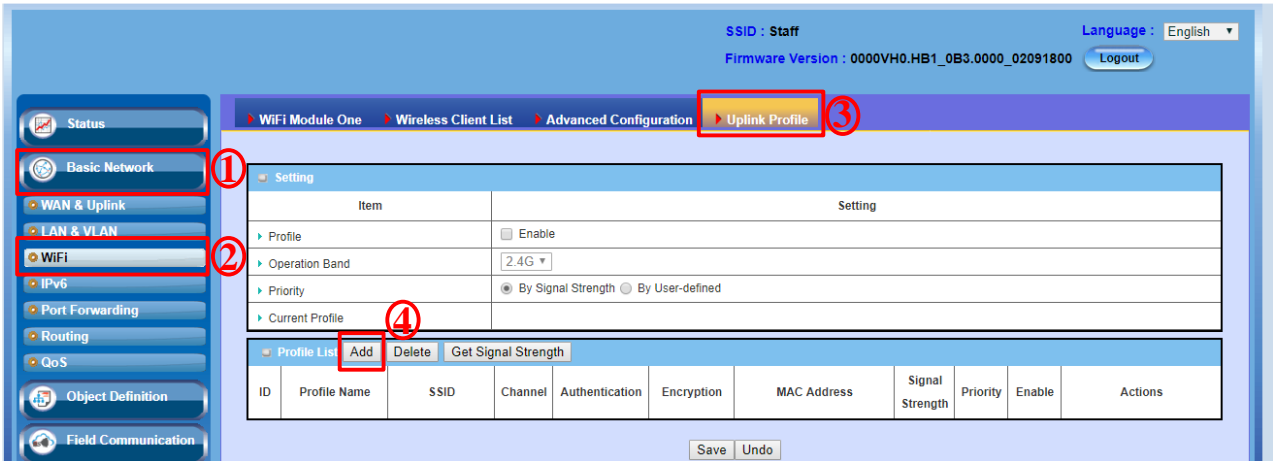 SSID : Staff
Language : English
Firmware Version : 0000VH0.HB1_0B3.0000_02091800
Logout
Status
Basic Network
①
WAN & Uplink
LAN & VLAN
WiFi
②
IPv6
Port Forwarding
Routing
QoS
Object Definition
Field Communication
WiFi Module One
Wireless Client List
Advanced Configuration
Uplink Profile
③
Setting
Item Setting
Profile Enable
Operation Band 2.4G
Priority By Signal Strength By User-defined
Current Profile
④
Profile List Add Delete Get Signal Strength
ID Profile Name SSID Channel Authentication Encryption MAC Address Signal Strength Priority Enable Actions
Save Undo